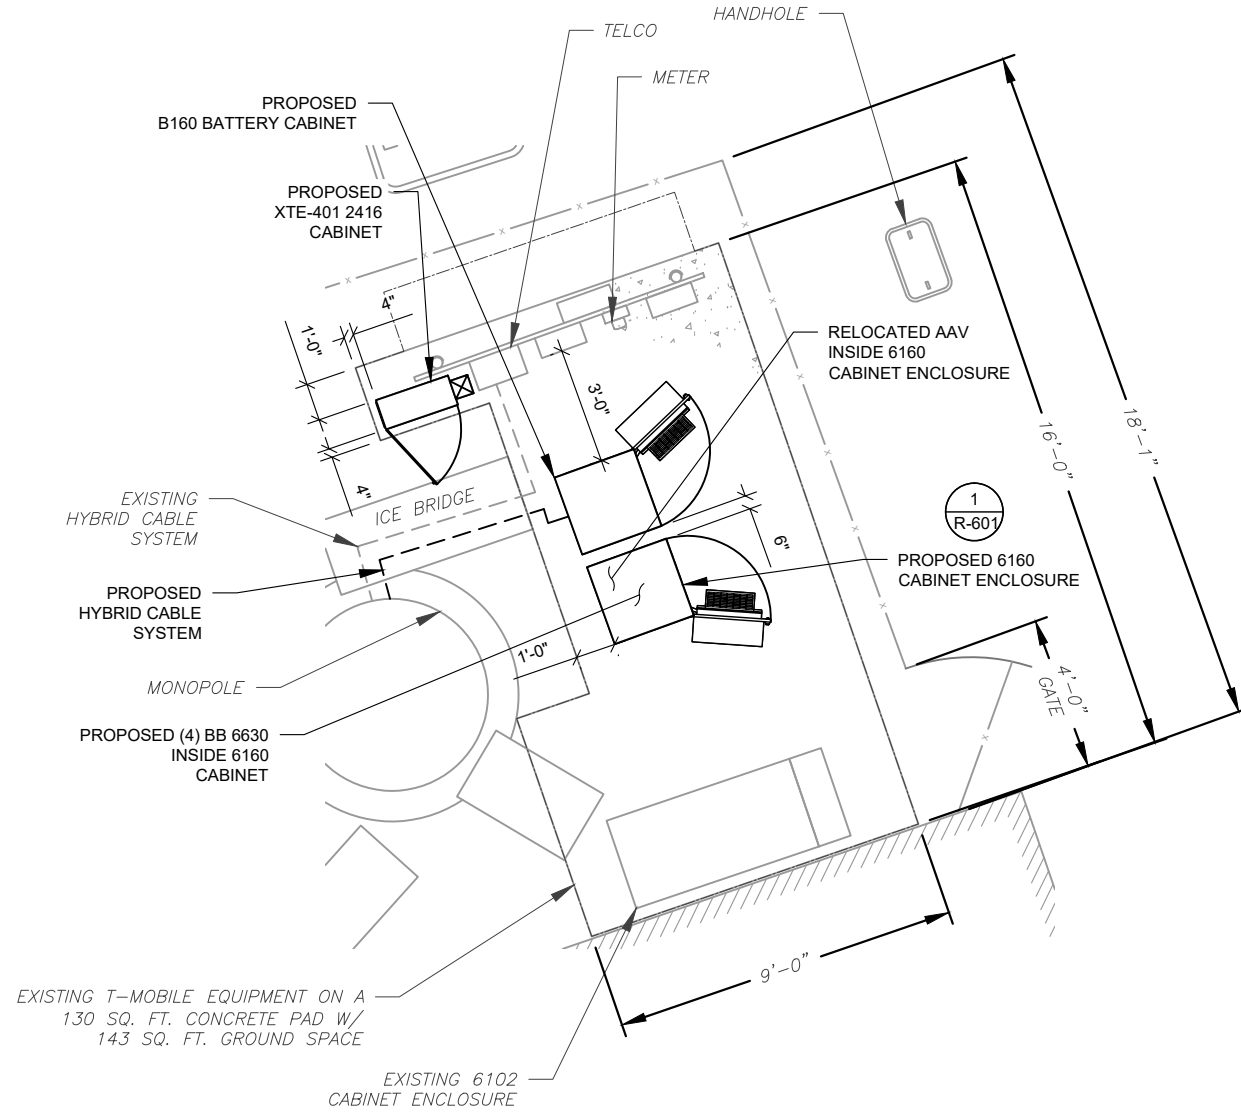 HANDHOLE
TELCO
METER
PROPOSED
B160 BATTERY CABINET
PROPOSED
XTE-401 2416
CABINET
4"
1'-0"
3'-0"
RELOCATED AAV
INSIDE 6160
CABINET ENCLOSURE
18'-1"
16'-0"
4"
ICE BRIDGE
EXISTING
HYBRID CABLE
SYSTEM
1
R-601
6"
PROPOSED 6160
CABINET ENCLOSURE
PROPOSED
HYBRID CABLE
SYSTEM
1'-0"
4'-0"
GATE
MONOPOLE
PROPOSED (4) BB 6630
INSIDE 6160
CABINET
9'-0"
EXISTING T-MOBILE EQUIPMENT ON A
130 SQ. FT. CONCRETE PAD W/
143 SQ. FT. GROUND SPACE
EXISTING 6102
CABINET ENCLOSURE